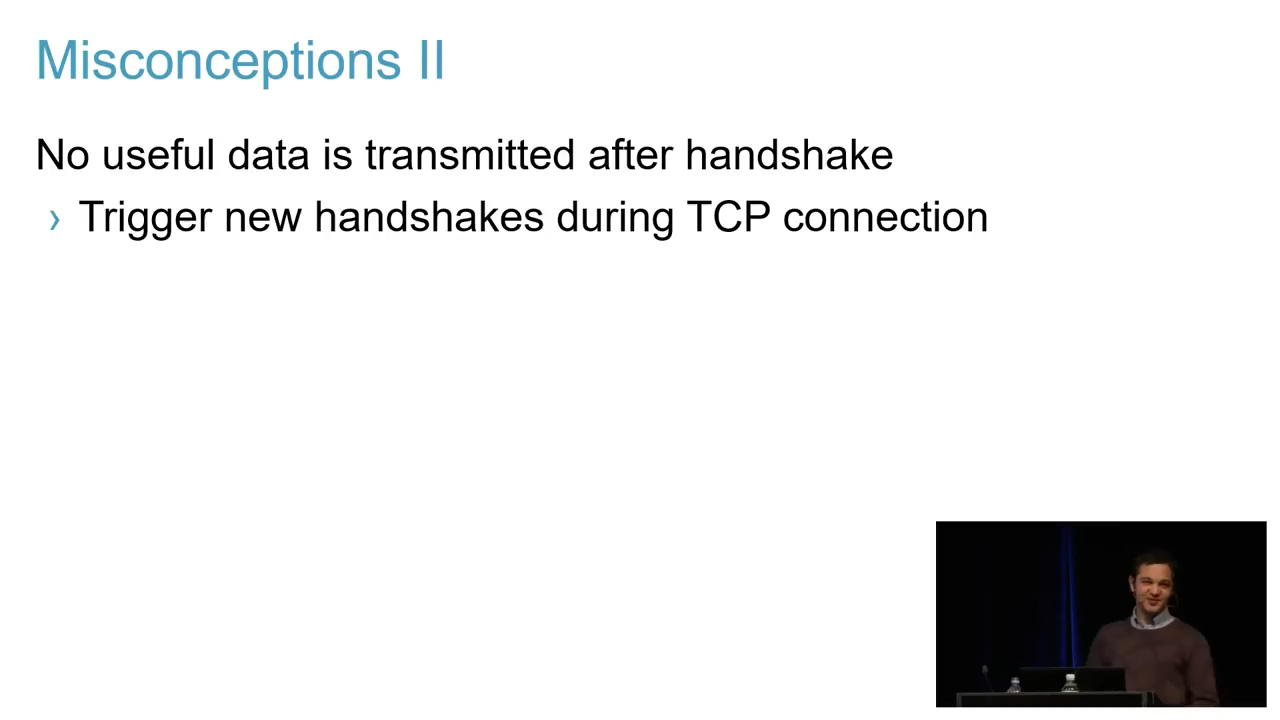 Misconceptions II
No useful data is transmitted after handshake
› Trigger new handshakes during TCP connection